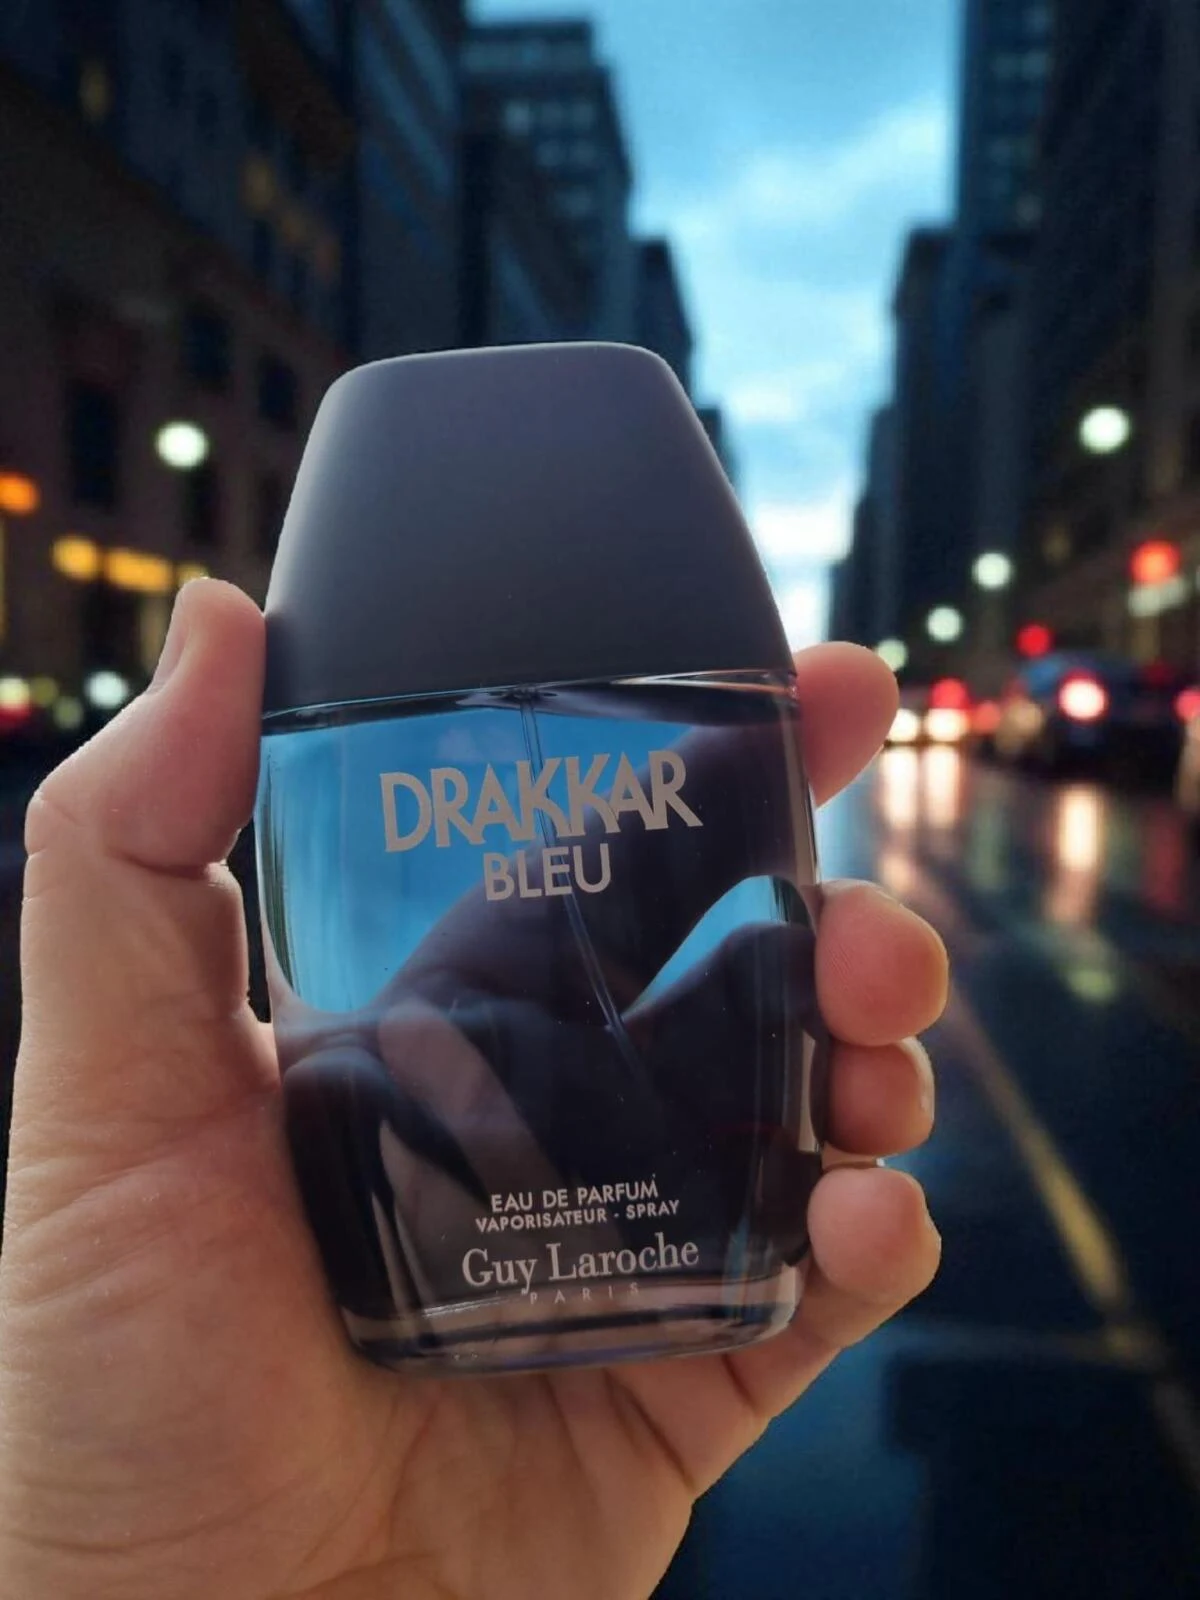 DRAKKAR
BLEU
EAU DE PARFUM
VAPORISATEUR - SPRAY
Guy Laroche
PARIS